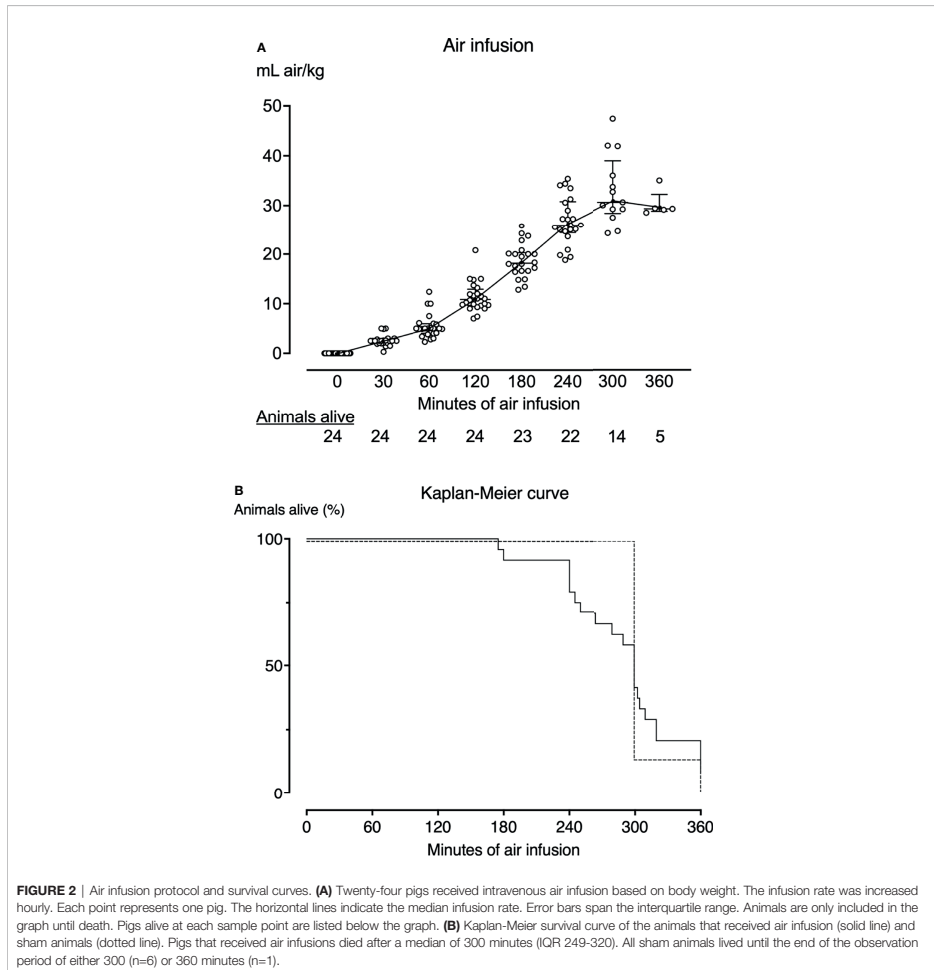 A
Air infusion
mL air/kg
50
40
30
20
10
0
0 30 60 120 180 240 300 360
Minutes of air infusion
Animals alive
24 24 24 24 23 22 14 5
B
Kaplan-Meier curve
Animals alive (%)
100
50
0
0 60 120 180 240 300 360
Minutes of air infusion
FIGURE 2 | Air infusion protocol and survival curves. (A) Twenty-four pigs received intravenous air infusion based on body weight. The infusion rate was increased
hourly. Each point represents one pig. The horizontal lines indicate the median infusion rate. Error bars span the interquartile range. Animals are only included in the
graph until death. Pigs alive at each sample point are listed below the graph. (B) Kaplan-Meier survival curve of the animals that received air infusion (solid line) and
sham animals (dotted line). Pigs that received air infusions died after a median of 300 minutes (IQR 249-320). All sham animals lived until the end of the observation
period of either 300 (n=6) or 360 minutes (n=1).